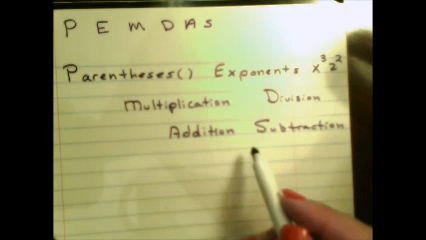 P E M D A S
Parentheses () Exponents x³ 2²
Multiplication Division
Addition Subtraction